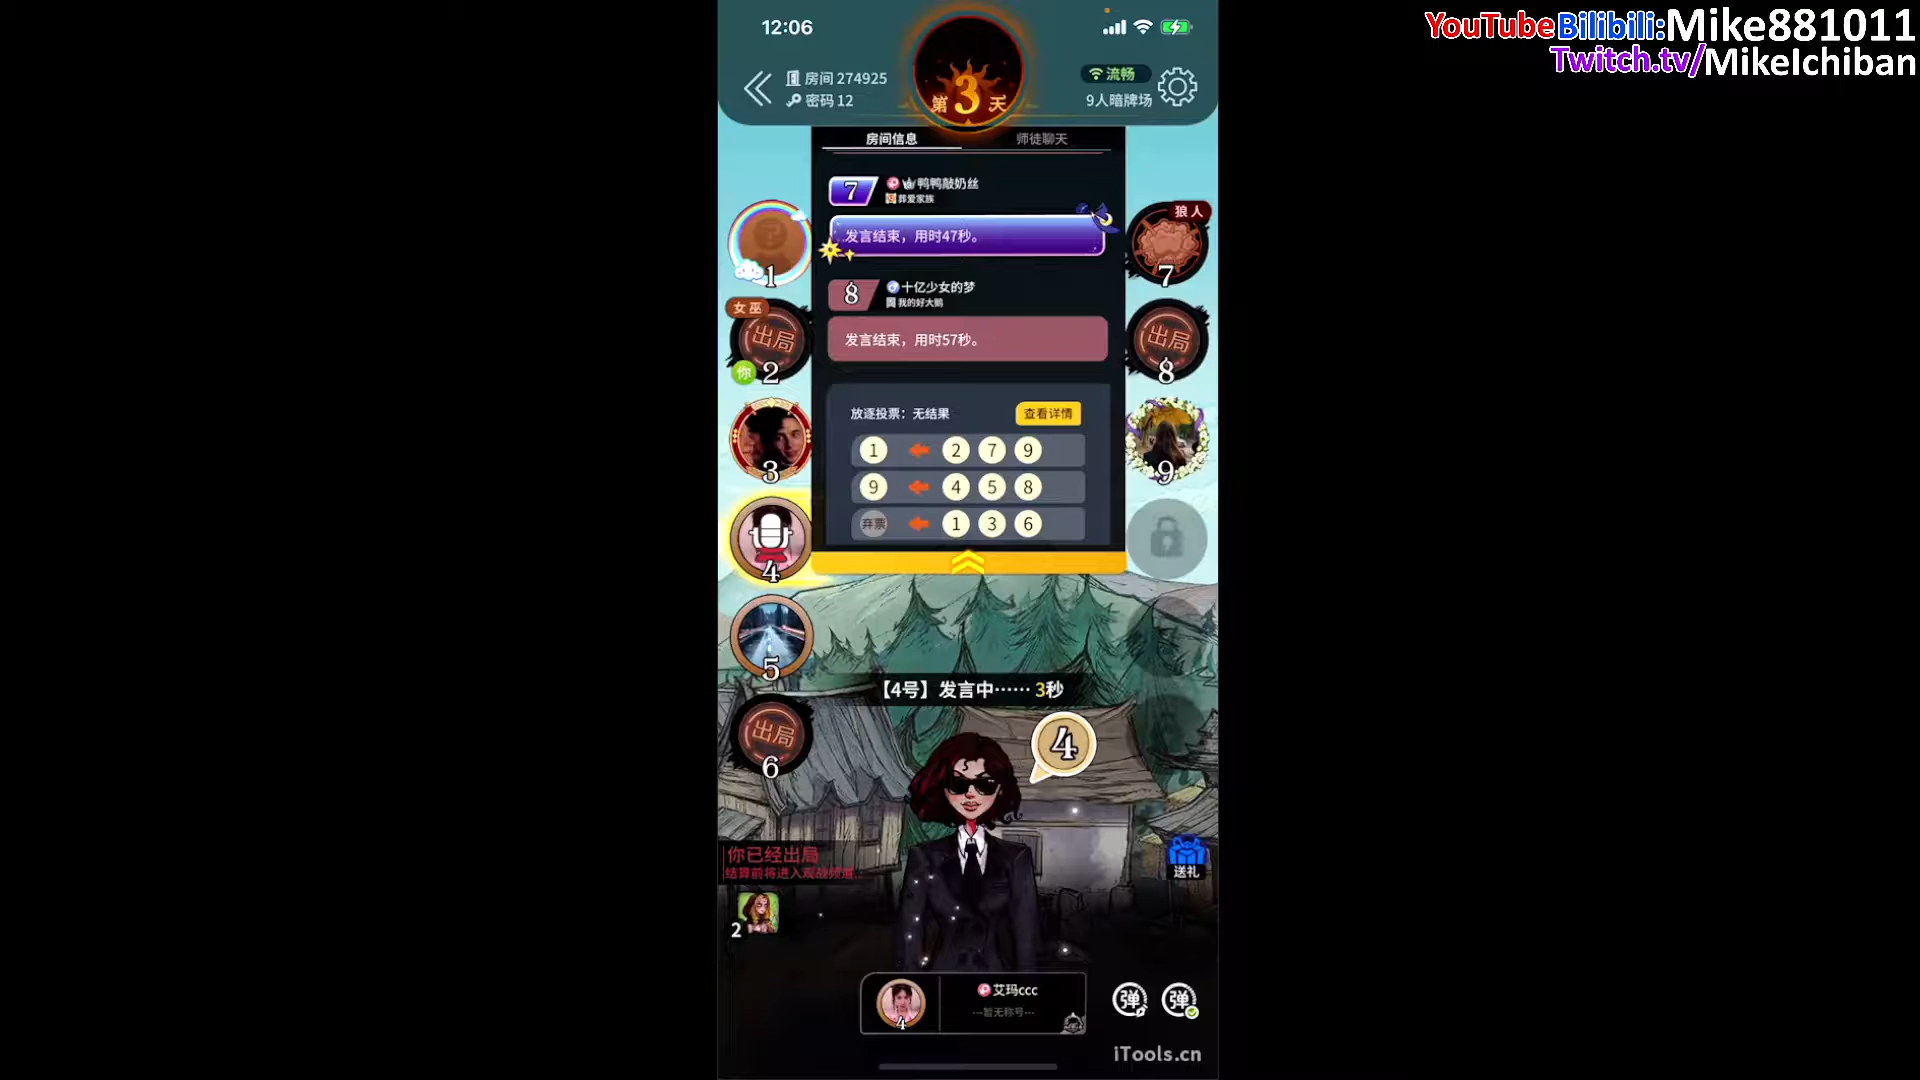 YouTube Bilibili:Mike881011
Twitch.tv/MikeIchiban
12:06
房间 274925
密码 12
第 3 天
流畅
9人暗牌场
房间信息 师徒聊天
7 鸭鸭敲奶丝
葬爱家族
发言结束，用时47秒。
8 十亿少女的梦
我的好大鹅
发言结束，用时57秒。
放逐投票：无结果 查看详情
1 2 7 9
9 4 5 8
弃票 1 3 6
1
女巫
出局
你 2
3
4
5
出局
6
狼人
7
出局
8
9
【4号】发言中…… 3秒
4
你已经出局
结算前将进入观战频道..
2
送礼
4
艾玛ccc
---暂无称号---
弹 弹
iTools.cn